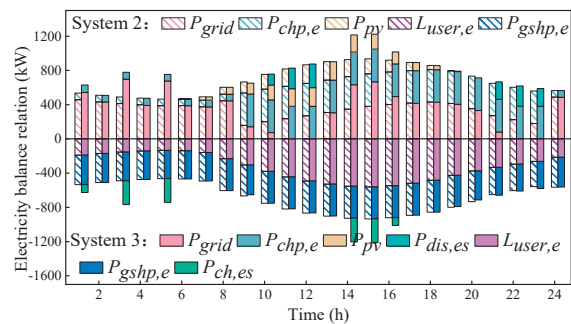 System 2: P_grid P_chp,e P_pv L_user,e P_gshp,e
1200
800
400
0
-400
-800
-1200
-1600
Electricity balance relation (kW)
System 3: P_grid P_chp,e P_pv P_dis,es L_user,e
P_gshp,e P_ch,es
2 4 6 8 10 12 14 16 18 20 22 24
Time (h)